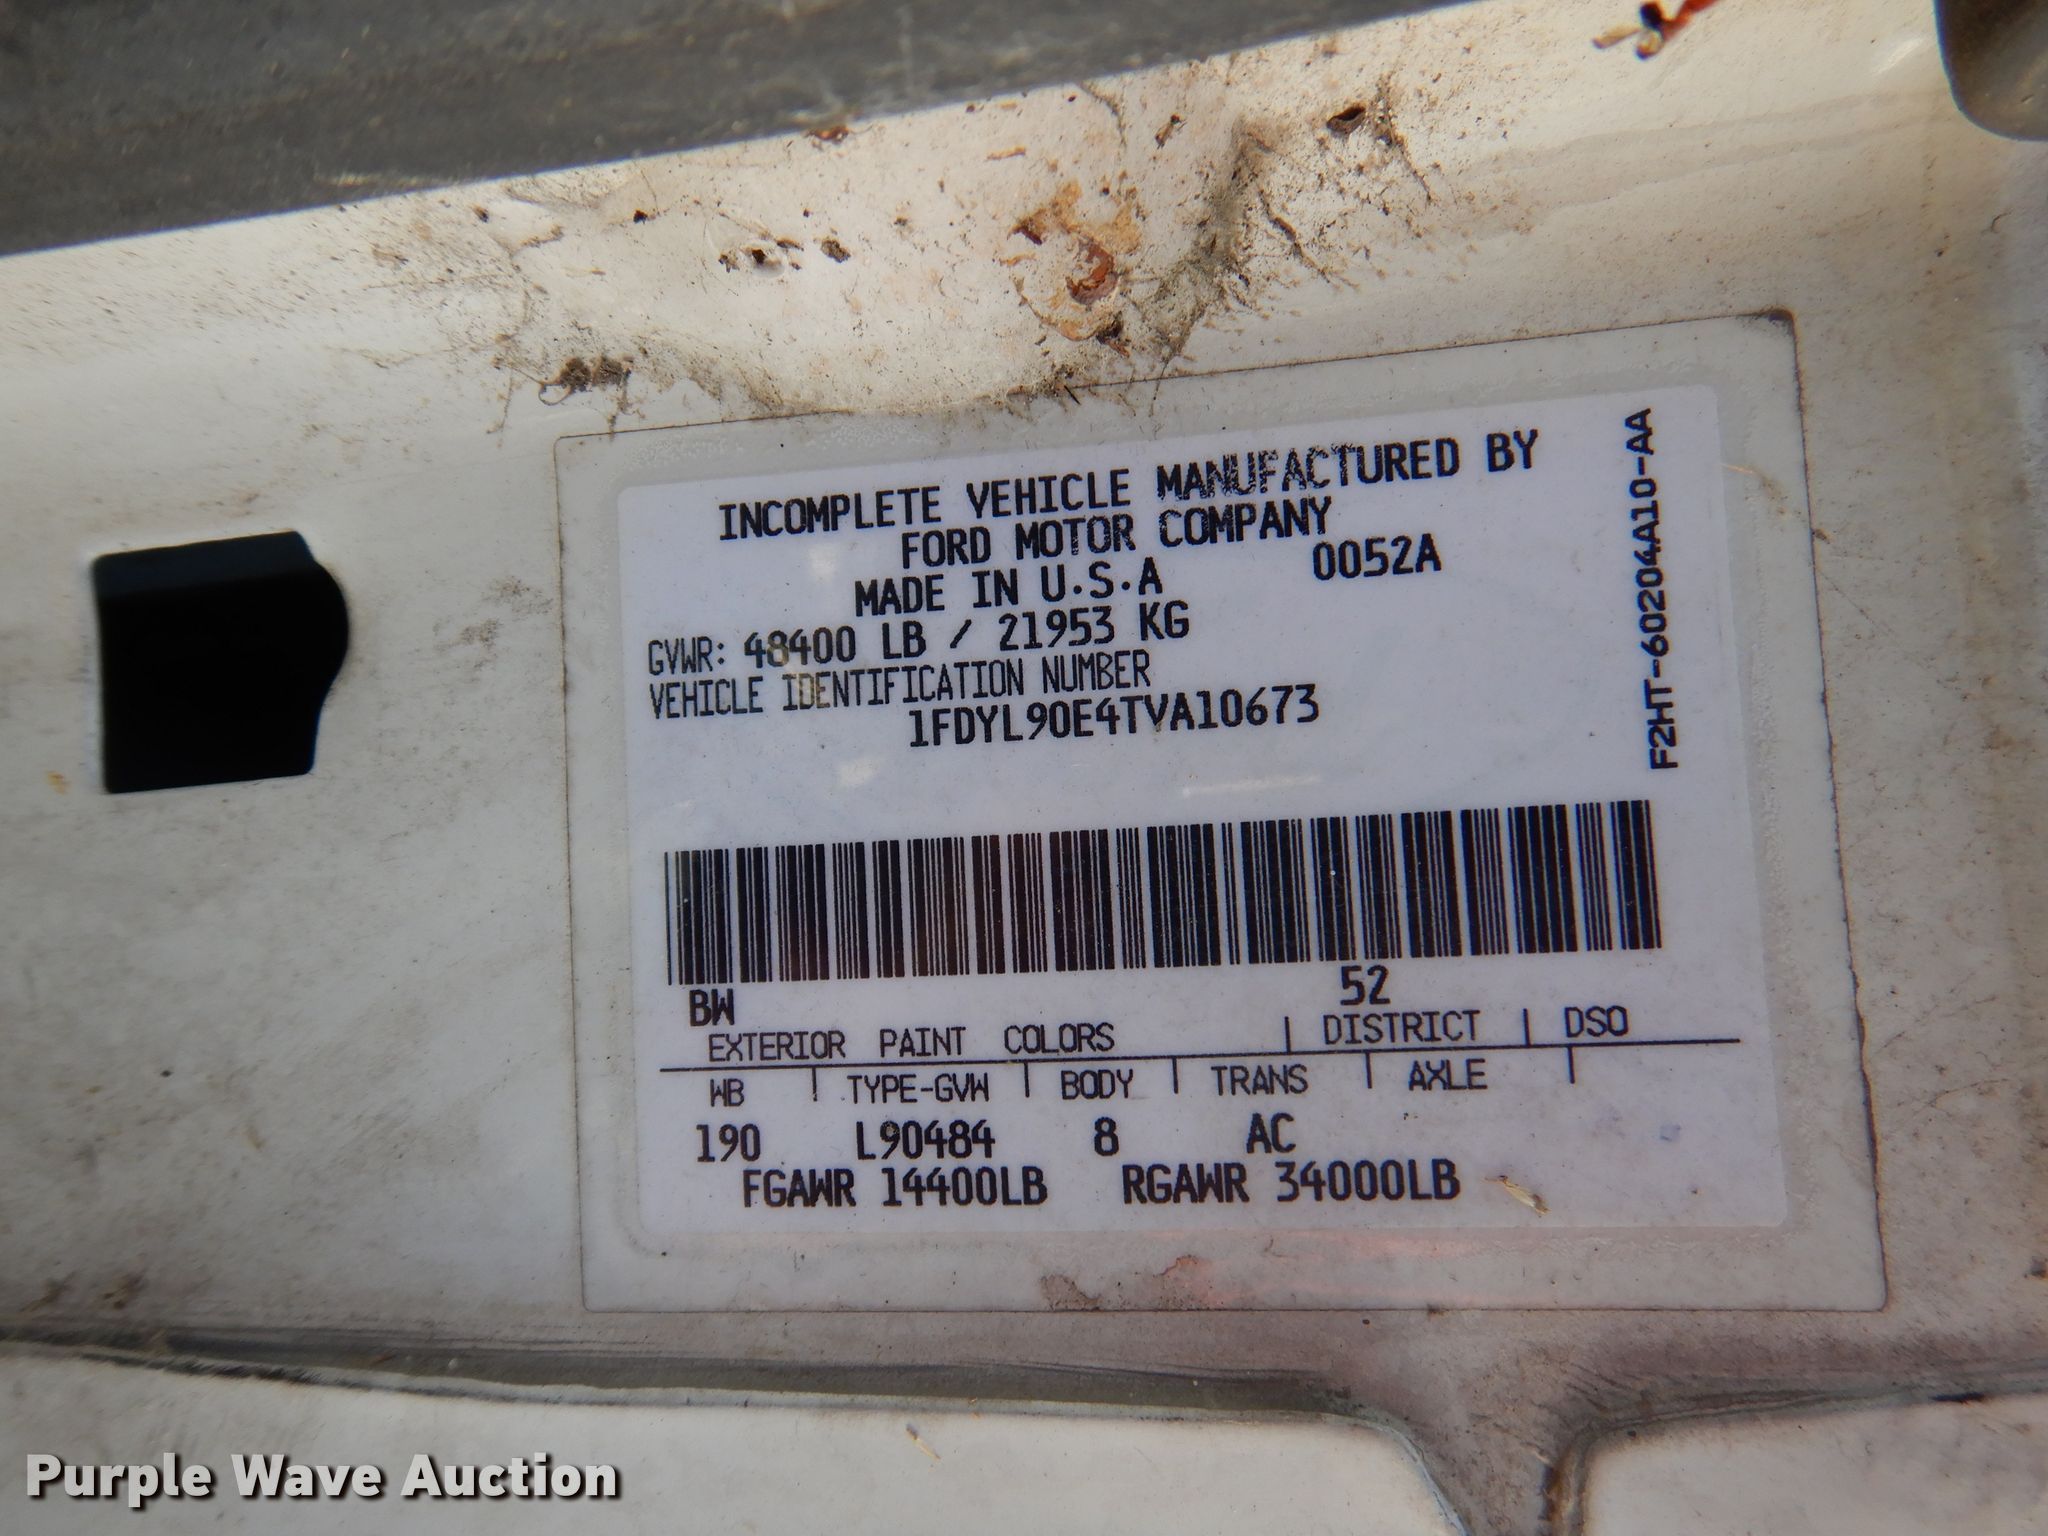 INCOMPLETE VEHICLE MANUFACTURED BY
FORD MOTOR COMPANY
MADE IN U.S.A 0052A
GVWR: 48400 LB / 21953 KG
VEHICLE IDENTIFICATION NUMBER
1FDYL90E4TVA10673
F2HT-60204A10-AA
BW 52
EXTERIOR PAINT COLORS | DISTRICT | DSO
WB | TYPE-GVW | BODY | TRANS | AXLE |
190 L90484 8 AC
FGAWR 14400LB RGAWR 34000LB
Purple Wave Auction